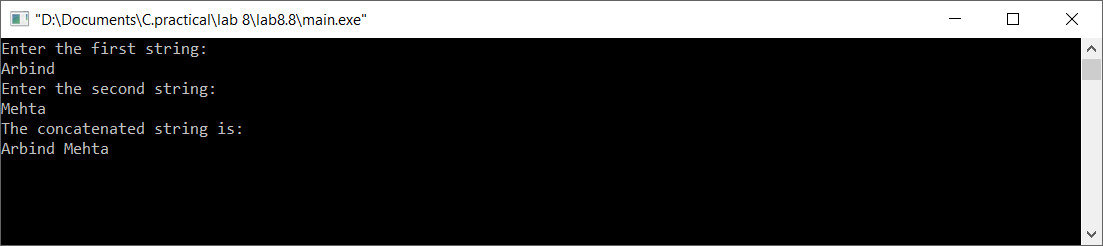 "D:\Documents\C.practical\lab 8\lab8.8\main.exe"
Enter the first string:
Arbind
Enter the second string:
Mehta
The concatenated string is:
Arbind Mehta